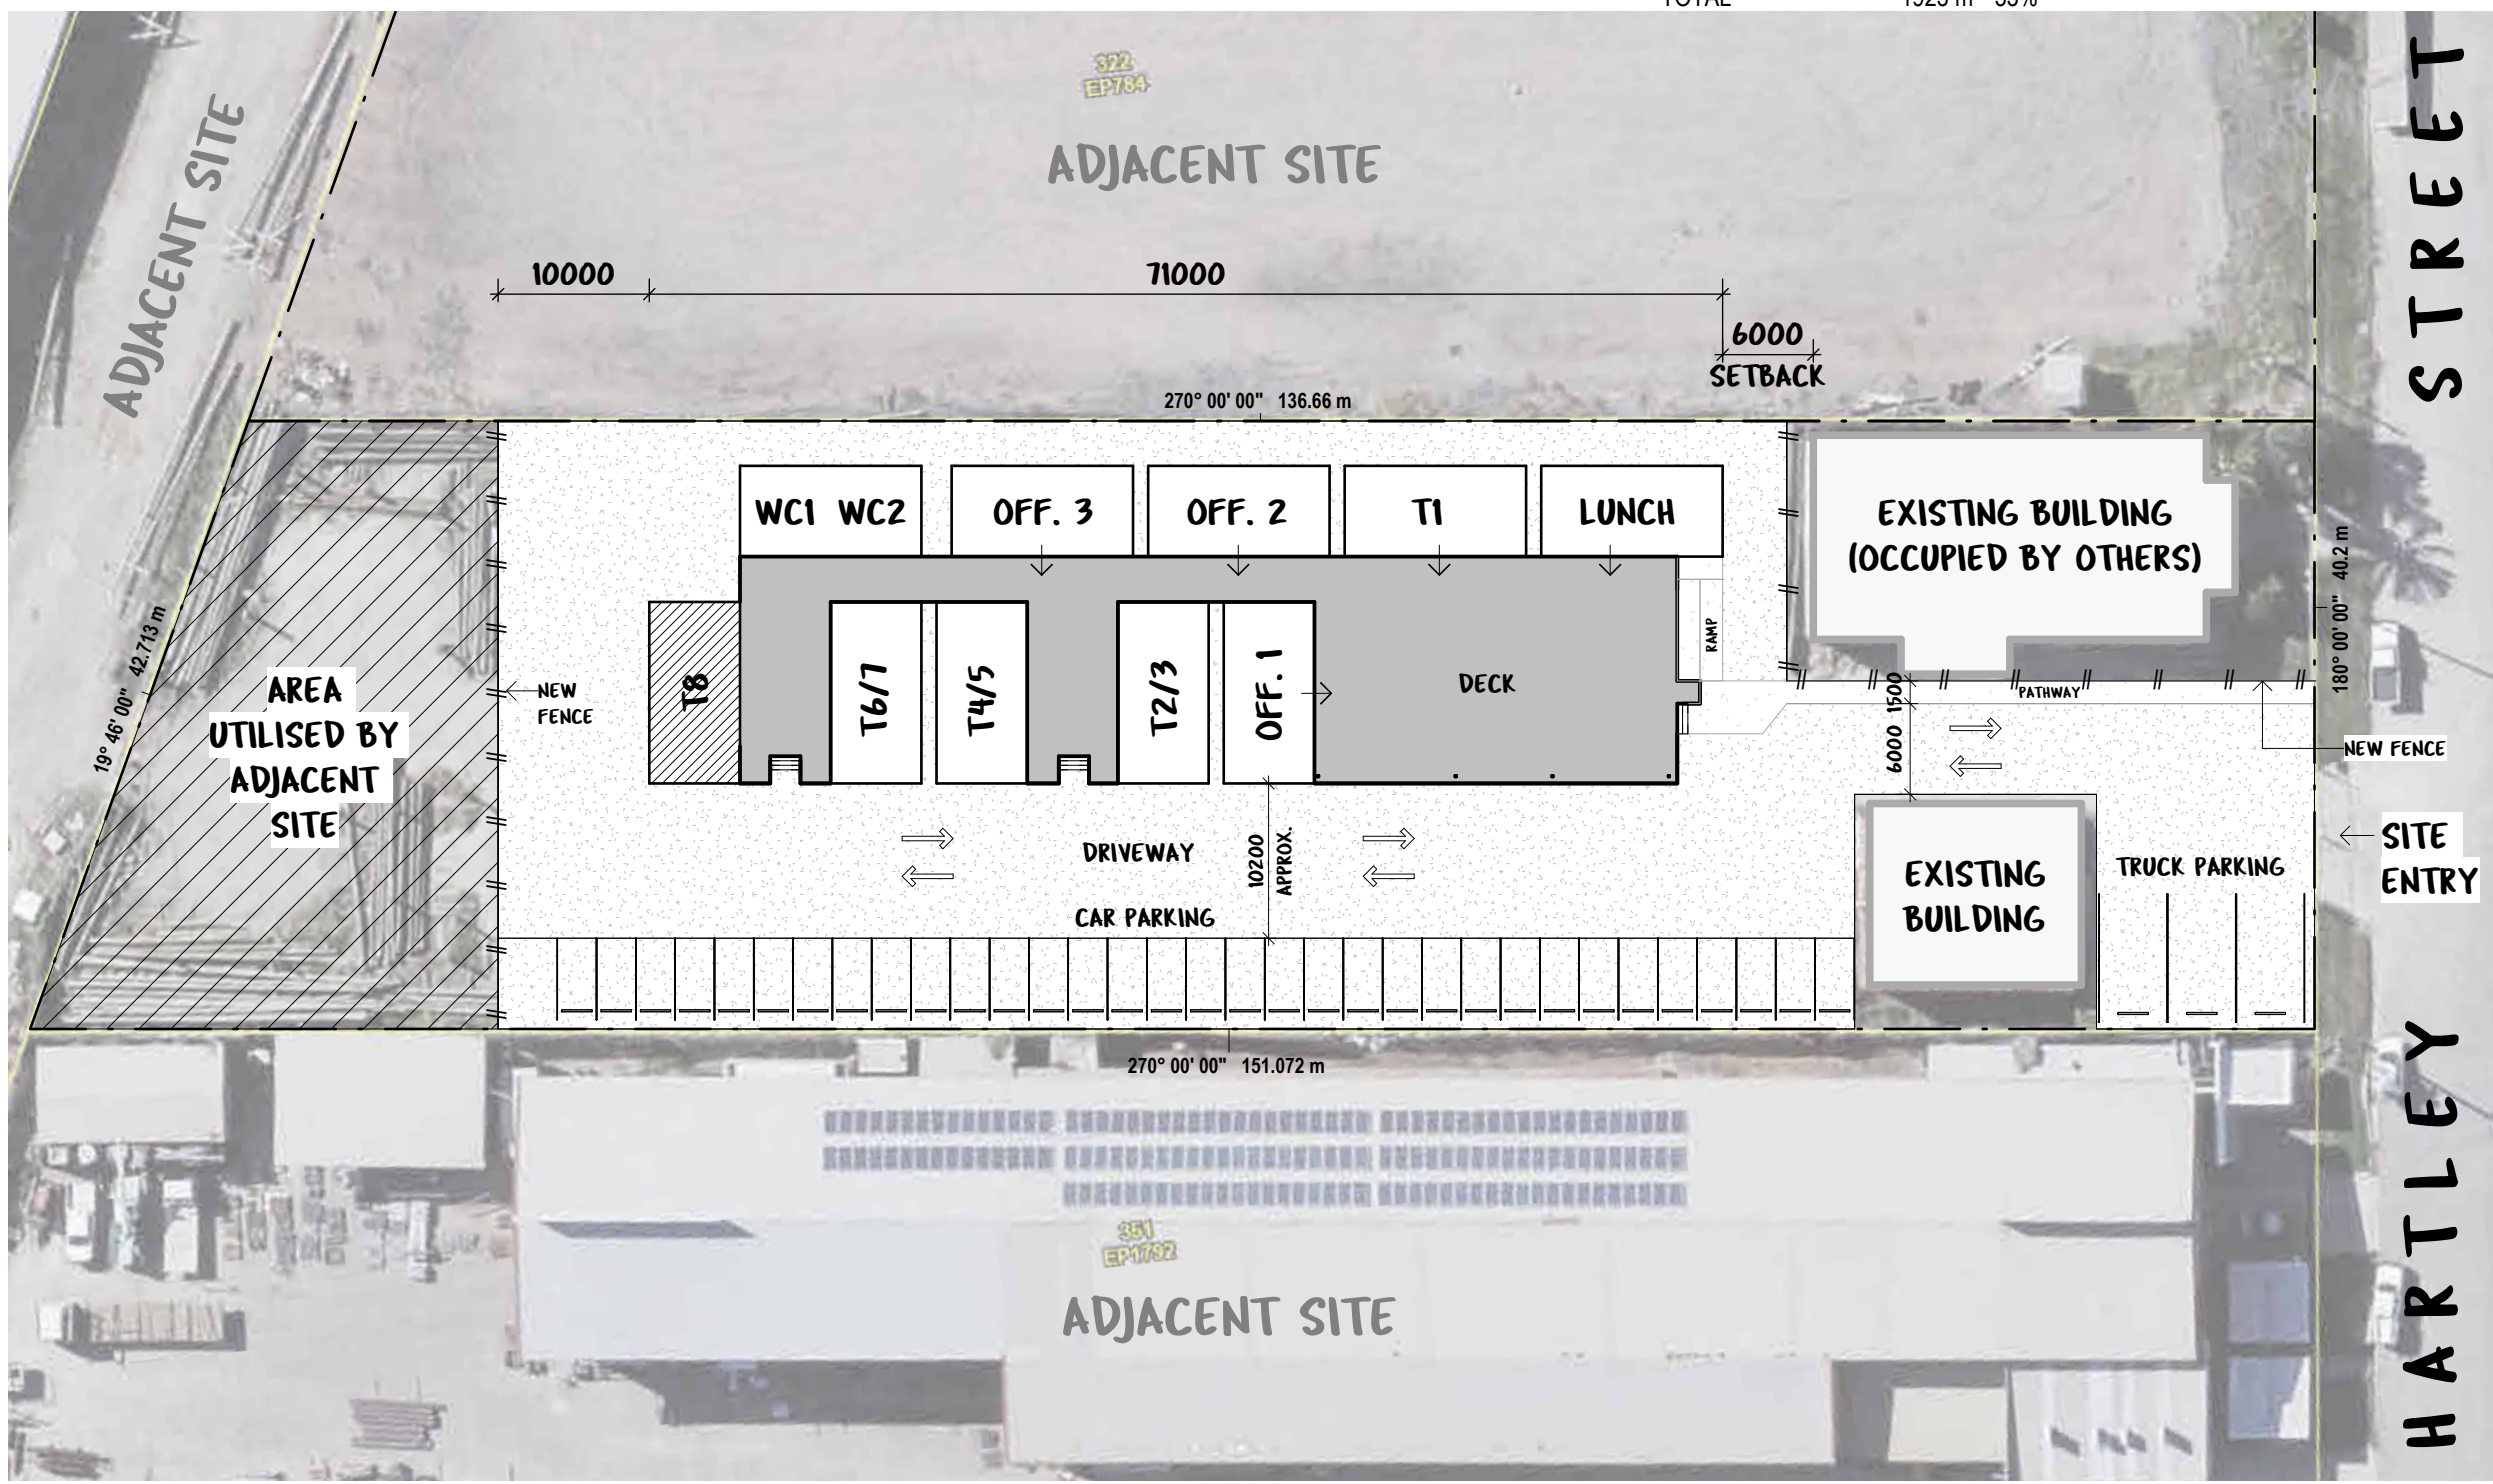 TOTAL 1925 m² 33%
322
EP784
ADJACENT SITE
ADJACENT SITE
STREET
10000
71000
6000
SETBACK
270° 00' 00" 136.66 m
WC1 WC2
OFF. 3
OFF. 2
T1
LUNCH
EXISTING BUILDING
(OCCUPIED BY OTHERS)
180° 00' 00" 40.2 m
19° 46' 00" 42.713 m
AREA
UTILISED BY
ADJACENT
SITE
NEW
FENCE
T8
T6/7
T4/5
T2/3
OFF. 1
DECK
RAMP
1500
PATHWAY
6000
NEW FENCE
SITE
ENTRY
DRIVEWAY
10200
APPROX.
CAR PARKING
EXISTING
BUILDING
TRUCK PARKING
270° 00' 00" 151.072 m
351
EP1792
ADJACENT SITE
HARTLEY